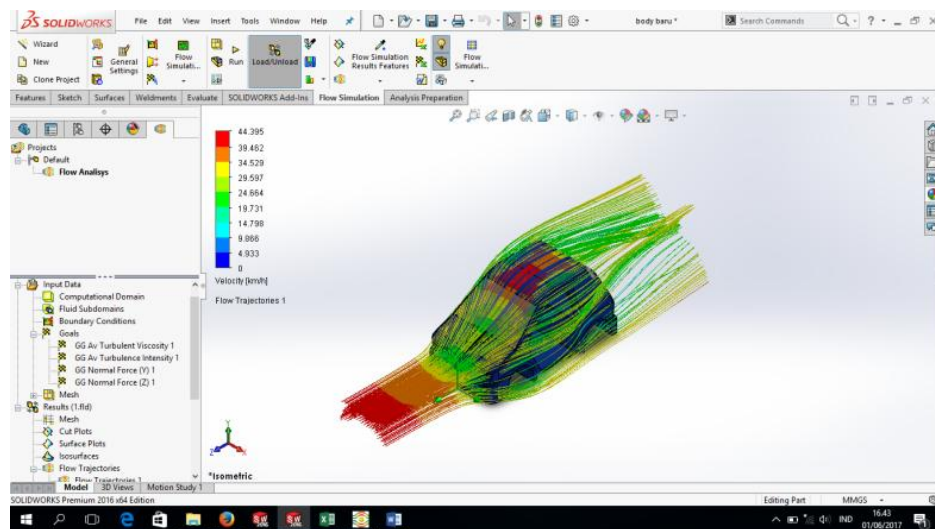 SOLIDWORKS File Edit View Insert Tools Window Help body baru * Search Commands ?
Wizard
New
Clone Project
General Settings
Flow Simulati...
Run
Load/Unload
Flow Simulation Results Features
Flow Simulati...
Features Sketch Surfaces Weldments Evaluate SOLIDWORKS Add-Ins Flow Simulation Analysis Preparation
Projects
Default
Flow Analisys
44.395
39.462
34.529
29.597
24.664
19.731
14.798
9.866
4.933
0
Velocity [km/h]
Flow Trajectories 1
Input Data
Computational Domain
Fluid Subdomains
Boundary Conditions
Goals
GG Av Turbulent Viscosity 1
GG Av Turbulence Intensity 1
GG Normal Force (Y) 1
GG Normal Force (Z) 1
Mesh
Results (1.fld)
Mesh
Cut Plots
Surface Plots
Isosurfaces
Flow Trajectories
Flow Trajectories 1
Y
Z
X
*Isometric
Model 3D Views Motion Study 1
SOLIDWORKS Premium 2016 x64 Edition Editing Part MMGS
IND
16.43
01/06/2017